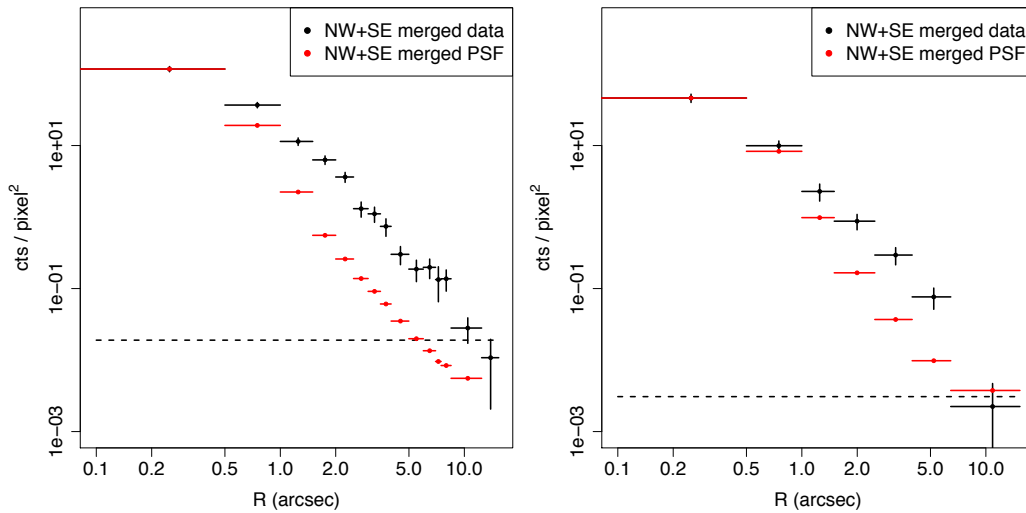 NW+SE merged data
NW+SE merged PSF
cts / pixel²
1e+01
1e-01
1e-03
0.1 0.2 0.5 1.0 2.0 5.0 10.0
R (arcsec)
NW+SE merged data
NW+SE merged PSF
cts / pixel²
1e+01
1e-01
1e-03
0.1 0.2 0.5 1.0 2.0 5.0 10.0
R (arcsec)